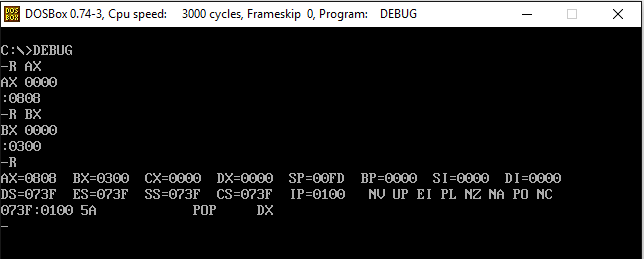 DOS
BOX
DOSBox 0.74-3, Cpu speed: 3000 cycles, Frameskip 0, Program: DEBUG
C:\>DEBUG
-R AX
AX 0000
:0808
-R BX
BX 0000
:0300
-R
AX=0808 BX=0300 CX=0000 DX=0000 SP=00FD BP=0000 SI=0000 DI=0000
DS=073F ES=073F SS=073F CS=073F IP=0100 NV UP EI PL NZ NA PO NC
073F:0100 5A POP DX
-